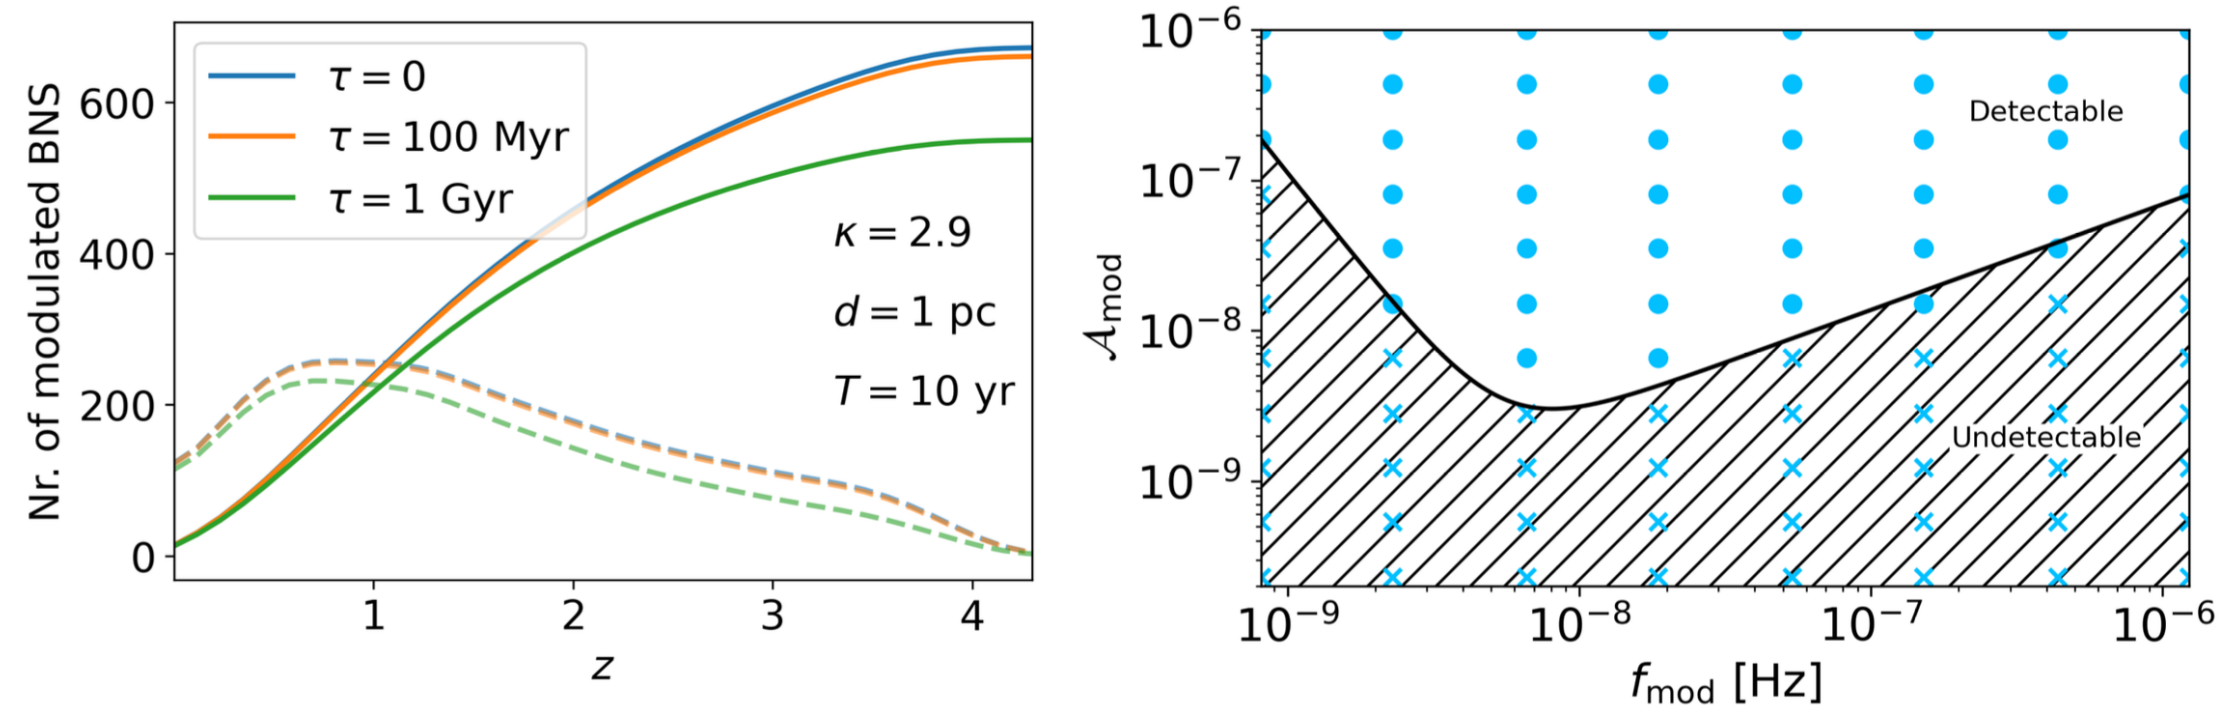 Nr. of modulated BNS
600
400
200
0
τ = 0
τ = 100 Myr
τ = 1 Gyr
κ = 2.9
d = 1 pc
T = 10 yr
1 2 3 4
z
𝒜mod
10⁻⁶
10⁻⁷
10⁻⁸
10⁻⁹
Detectable
Undetectable
10⁻⁹ 10⁻⁸ 10⁻⁷ 10⁻⁶
fmod [Hz]